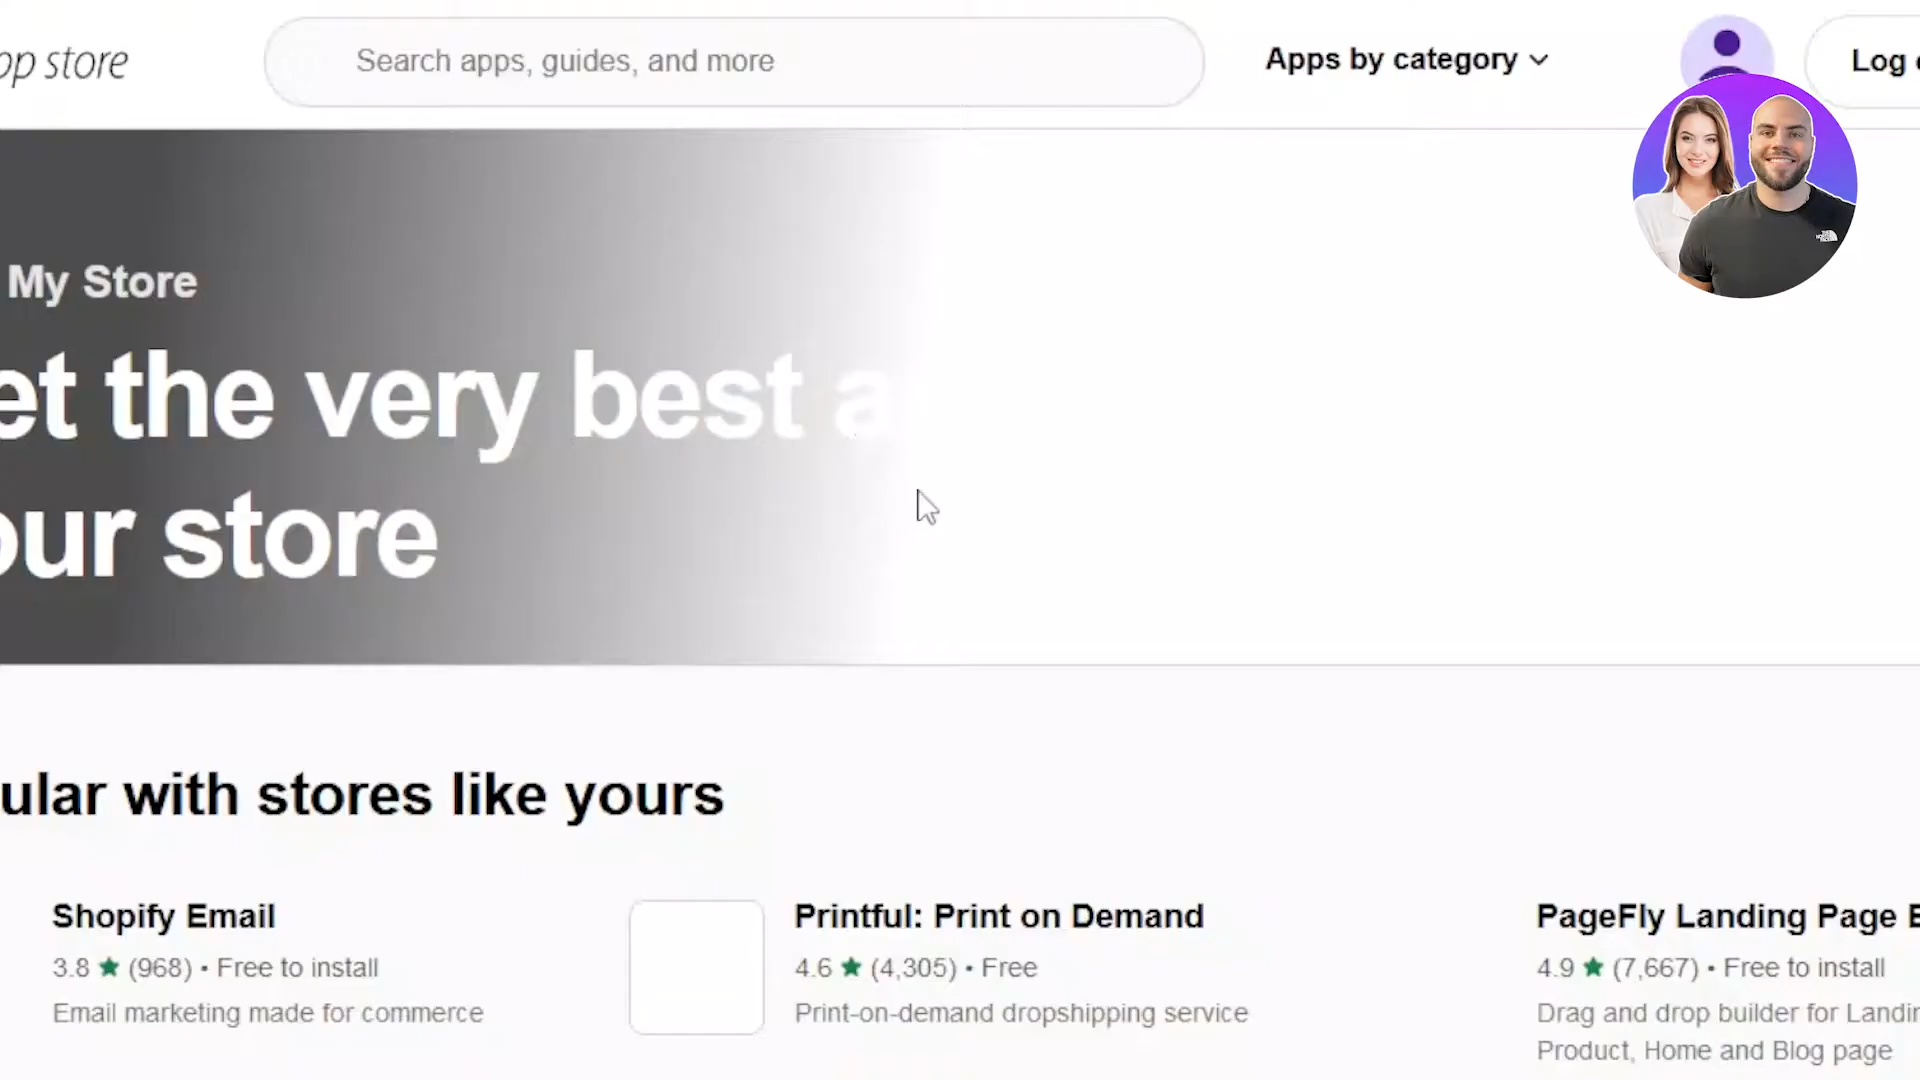 op store
Search apps, guides, and more
Apps by category
Log
My Store
et the very best a
our store
ular with stores like yours
Shopify Email
3.8 ★ (968) • Free to install
Email marketing made for commerce
Printful: Print on Demand
4.6 ★ (4,305) • Free
Print-on-demand dropshipping service
PageFly Landing Page
4.9 ★ (7,667) • Free to install
Drag and drop builder for Landin
Product, Home and Blog page